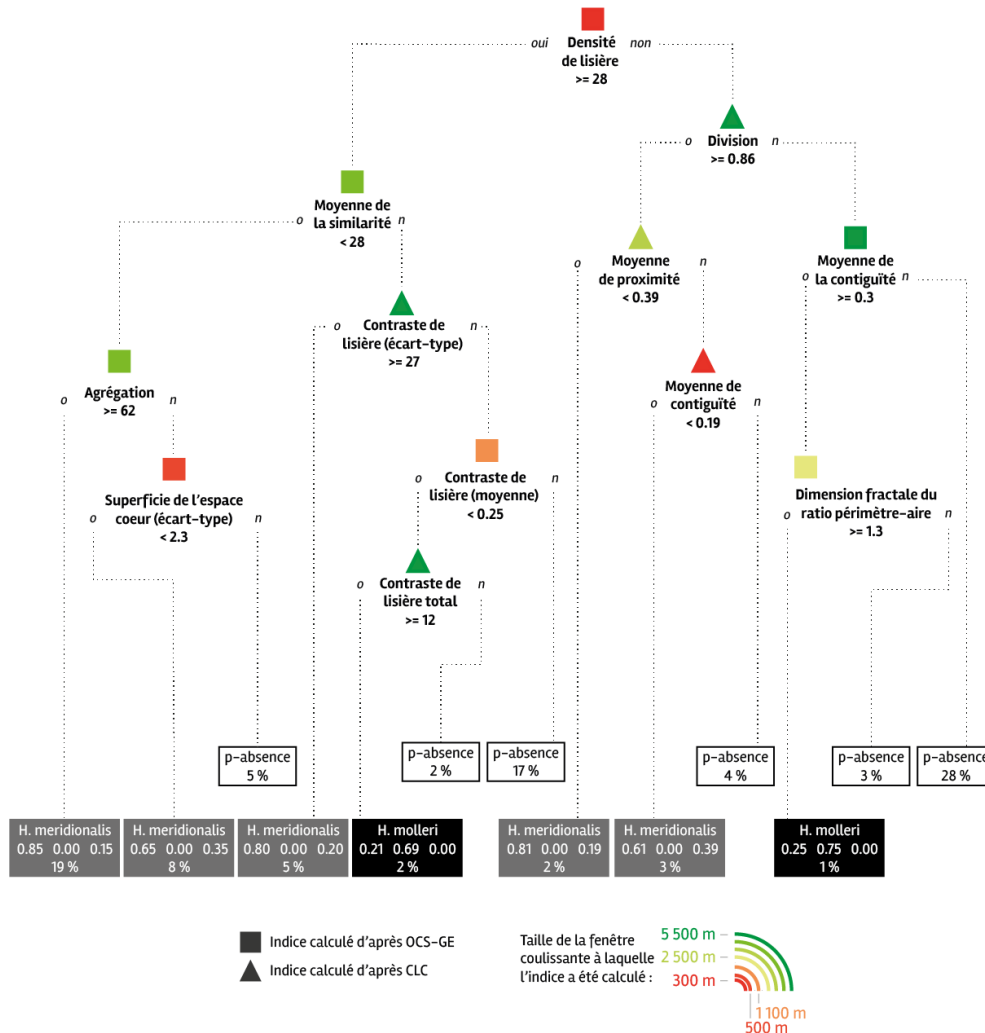 oui
Densité
de lisière
>= 28
non
o
Division
>= 0.86
n
o
Moyenne de
la similarité
< 28
n
o
Moyenne
de proximité
< 0.39
n
Moyenne de
la contiguïté
>= 0.3
o
n
o
Contraste de
lisière (écart-type)
>= 27
n
o
Agrégation
>= 62
n
o
Moyenne de
contiguïté
< 0.19
n
o
Superficie de l'espace
coeur (écart-type)
< 2.3
n
o
Contraste de
lisière (moyenne)
< 0.25
n
o
Dimension fractale du
ratio périmètre-aire
>= 1.3
n
o
Contraste de
lisière total
>= 12
n
p-absence
5 %
p-absence
2 %
p-absence
17 %
p-absence
4 %
p-absence
3 %
p-absence
28 %
H. meridionalis
0.85 0.00 0.15
19 %
H. meridionalis
0.65 0.00 0.35
8 %
H. meridionalis
0.80 0.00 0.20
5 %
H. molleri
0.21 0.69 0.00
2 %
H. meridionalis
0.81 0.00 0.19
2 %
H. meridionalis
0.61 0.00 0.39
3 %
H. molleri
0.25 0.75 0.00
1 %
Indice calculé d'après OCS-GE
Indice calculé d'après CLC
Taille de la fenêtre
coulissante à laquelle
l'indice a été calculé :
5 500 m
2 500 m
300 m
1 100 m
500 m